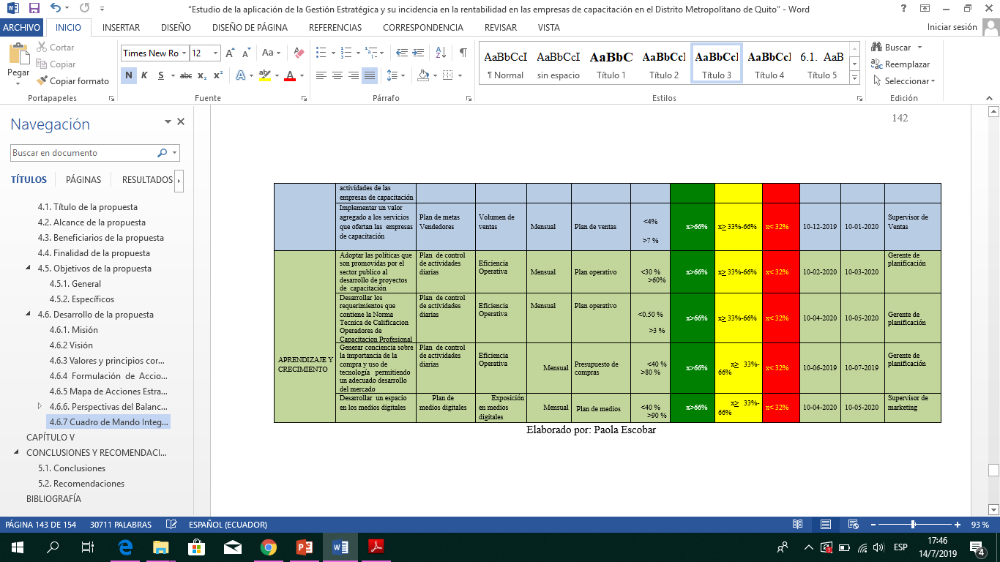 “Estudio de la aplicación de la Gestión Estratégica y su incidencia en la rentabilidad en las empresas de capacitación en el Distrito Metropolitano de Quito” - Word
ARCHIVO INICIO INSERTAR DISEÑO DISEÑO DE PÁGINA REFERENCIAS CORRESPONDENCIA REVISAR VISTA Iniciar sesión
Pegar
Cortar
Copiar
Copiar formato
Portapapeles
Times New Ro 12
N K S abc x₂ x²
Fuente
Párrafo
AaBbCcI AaBbCcI AaBbC AaBbCcl AaBbCcl AaBbCcl 6.1. AaB
¶ Normal sin espacio Título 1 Título 2 Título 3 Título 4 Título 5
Estilos
Buscar
Reemplazar
Seleccionar
Edición
Navegación
Buscar en documento
TÍTULOS PÁGINAS RESULTADOS
4.1. Título de la propuesta
4.2. Alcance de la propuesta
4.3. Beneficiarios de la propuesta
4.4. Finalidad de la propuesta
4.5. Objetivos de la propuesta
4.5.1. General
4.5.2. Específicos
4.6. Desarrollo de la propuesta
4.6.1. Misión
4.6.2 Visión
4.6.3 Valores y principios cor...
4.6.4 Formulación de Accio...
4.6.5 Mapa de Acciones Estra...
4.6.6. Perspectivas del Balanc...
4.6.7 Cuadro de Mando Integ...
CAPÍTULO V
CONCLUSIONES Y RECOMENDACI...
5.1. Conclusiones
5.2. Recomendaciones
BIBLIOGRAFÍA
142
actividades de las
empresas de capacitación
Implementar un valor
agregado a los servicios
que ofertan las empresas
de capacitación
Plan de metas
Vendedores
Volumen de
ventas
Mensual
Plan de ventas
<4%
>7 %
x>66%
x≥ 33%-66%
x< 32%
10-12-2019
10-01-2020
Supervisor de
Ventas
APRENDIZAJE Y
CRECIMIENTO
Adoptar las políticas que
son promovidas por el
sector publico al
desarrollo de proyectos
de capacitación
Plan de control
de actividades
diarias
Eficiencia
Operativa
Mensual
Plan operativo
<30 %
>60%
x>66%
x≥ 33%-66%
x< 32%
10-02-2020
10-03-2020
Gerente de
planificación
Desarrollar los
requerimientos que
contiene la Norma
Tecnica de Calificacion
Operadores de
Capacitacion Profesional
Plan de control
de actividades
diarias
Eficiencia
Operativa
Mensual
Plan operativo
<0.50 %
>3 %
x>66%
x≥ 33%-66%
x< 32%
10-04-2020
10-05-2020
Gerente de
planificación
Generar conciencia sobre
la importancia de la
compra y uso de
tecnología permitiendo
un adecuado desarrollo
del mercado
Plan de control
de actividades
diarias
Eficiencia
Operativa
Mensual
Presupuesto de
compras
<40 %
>80 %
x>66%
x≥ 33%-
66%
x< 32%
10-06-2019
10-07-2019
Gerente de
planificación
Desarrollar un espacio
en los medios digitales
Plan de
medios digitales
Exposición
en medios
digitales
Mensual
Plan de medios
<40 %
>90 %
x>66%
x≥ 33%-
66%
x< 32%
10-04-2020
10-05-2020
Supervisor de
marketing
Elaborado por: Paola Escobar
PÁGINA 143 DE 154 30711 PALABRAS ESPAÑOL (ECUADOR) 93 %
ESP
17:46
14/7/2019
4